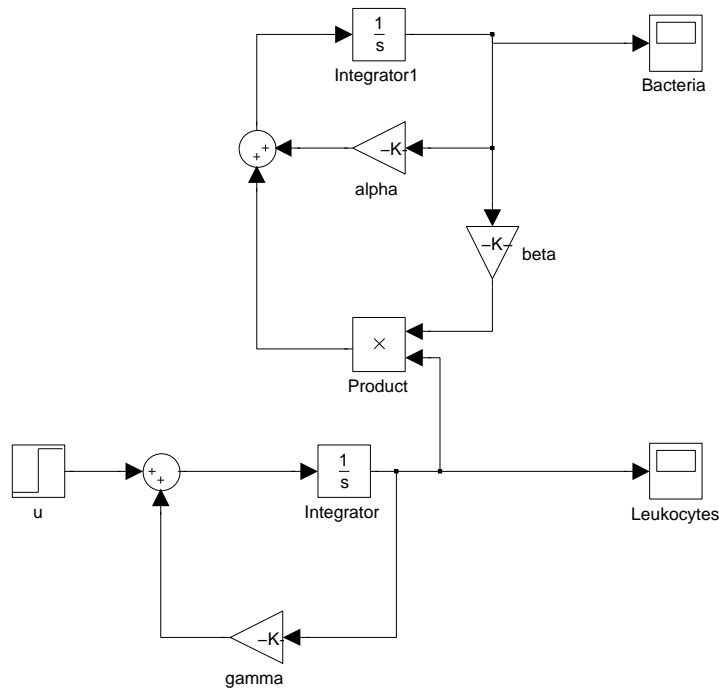 1
s
Integrator1
Bacteria
+
+
–K–
alpha
–K–
beta
×
Product
+
+
1
s
u
Integrator
Leukocytes
–K–
gamma